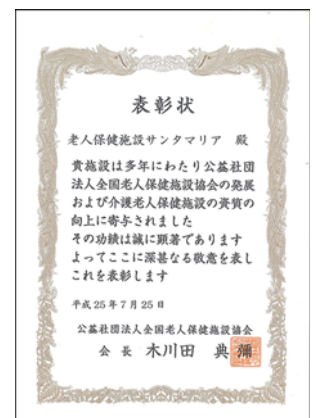 表彰状
老人保健施設サンタマリア 殿
貴施設は多年にわたり公益社団
法人全国老人保健施設協会の発展
および介護老人保健施設の資質の
向上に寄与されました
その功績は誠に顕著であります
よってここに深甚なる敬意を表し
これを表彰します
平成25年7月25日
公益社団法人全国老人保健施設協会
会長 木川田 典彌